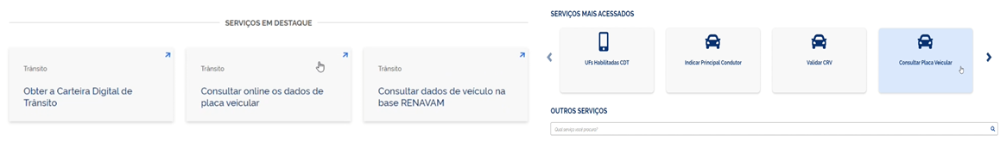 SERVIÇOS EM DESTAQUE
Trânsito
Obter a Carteira Digital de
Trânsito
Trânsito
Consultar online os dados de
placa veicular
Trânsito
Consultar dados de veículo na
base RENAVAM
SERVIÇOS MAIS ACESSADOS
UFs Habilitadas CDT
Indicar Principal Condutor
Validar CRV
Consultar Placa Veicular
OUTROS SERVIÇOS
Qual serviço você procura?